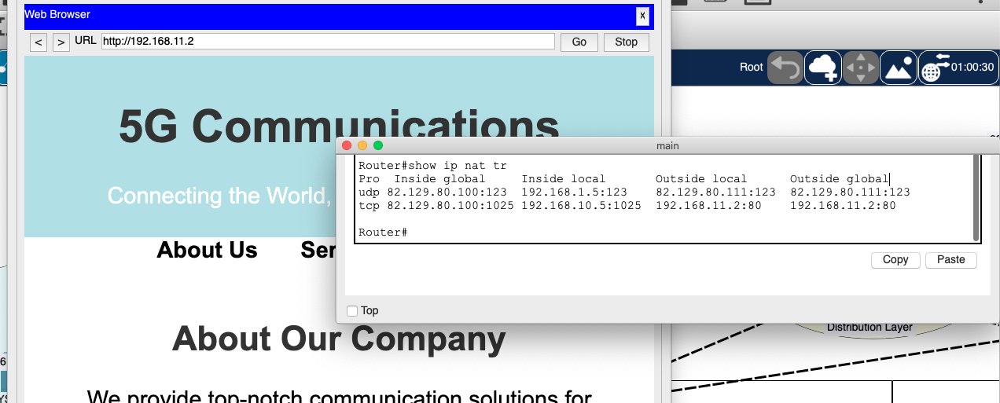 Web Browser
x
< > URL http://192.168.11.2 Go Stop
Root
01:00:30
5G Communications
Connecting the World,
About Us
About Our Company
We provide top-notch communication solutions for
main
Router#show ip nat tr
Pro Inside global Inside local Outside local Outside global
udp 82.129.80.100:123 192.168.1.5:123 82.129.80.111:123 82.129.80.111:123
tcp 82.129.80.100:1025 192.168.10.5:1025 192.168.11.2:80 192.168.11.2:80
Router#
Copy Paste
Top
Distribution Layer